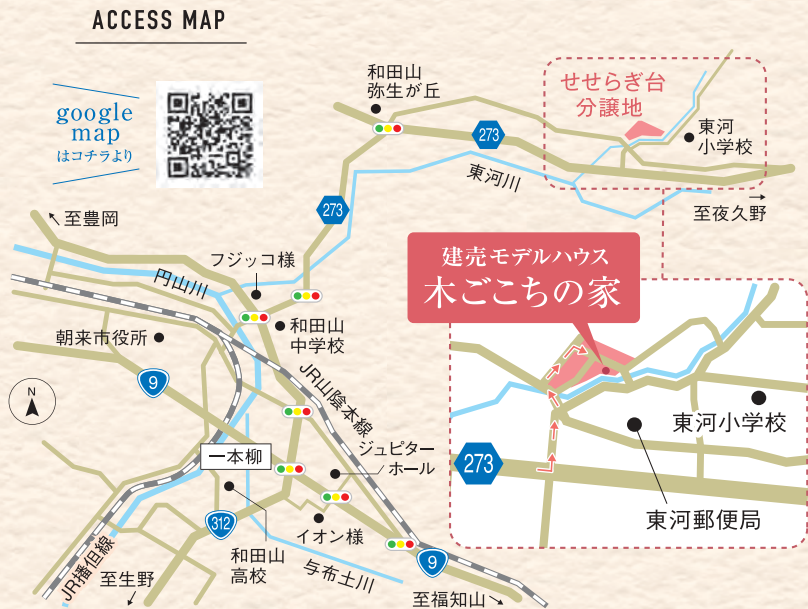 ACCESS MAP
google
map
はコチラより
和田山
弥生が丘
せせらぎ台
分譲地
東河
小学校
273
東河川
至夜久野
273
至豊岡
フジッコ様
円山川
建売モデルハウス
木ごこちの家
和田山
中学校
朝来市役所
9
N
JR山陰本線
東河小学校
一本柳
ジュピター
ホール
273
東河郵便局
312
イオン様
和田山
高校
与布土川
9
JR播但線
至生野
至福知山